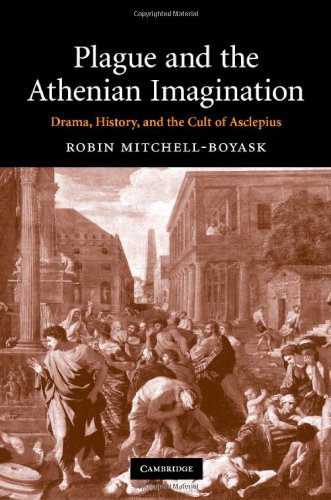 Plague and the
Athenian Imagination
Drama, History, and the Cult of Asclepius
ROBIN MITCHELL-BOYASK
CAMBRIDGE